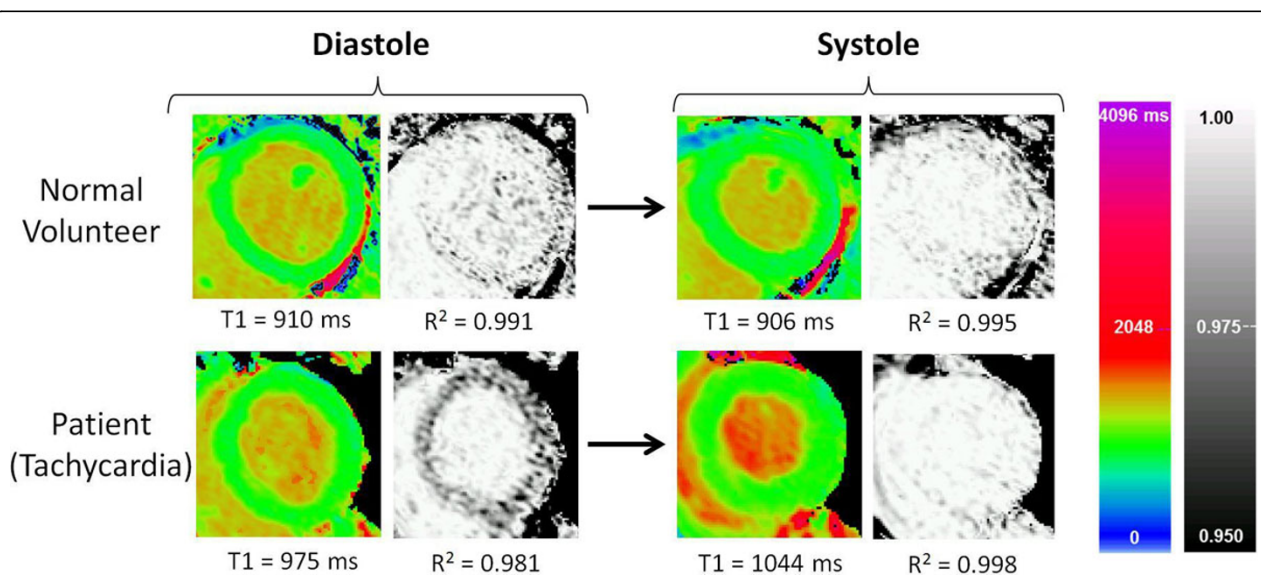 Diastole
Systole
Normal
Volunteer
T1 = 910 ms
R² = 0.991
T1 = 906 ms
R² = 0.995
Patient
(Tachycardia)
T1 = 975 ms
R² = 0.981
T1 = 1044 ms
R² = 0.998
4096 ms
2048
0
1.00
0.975--
0.950